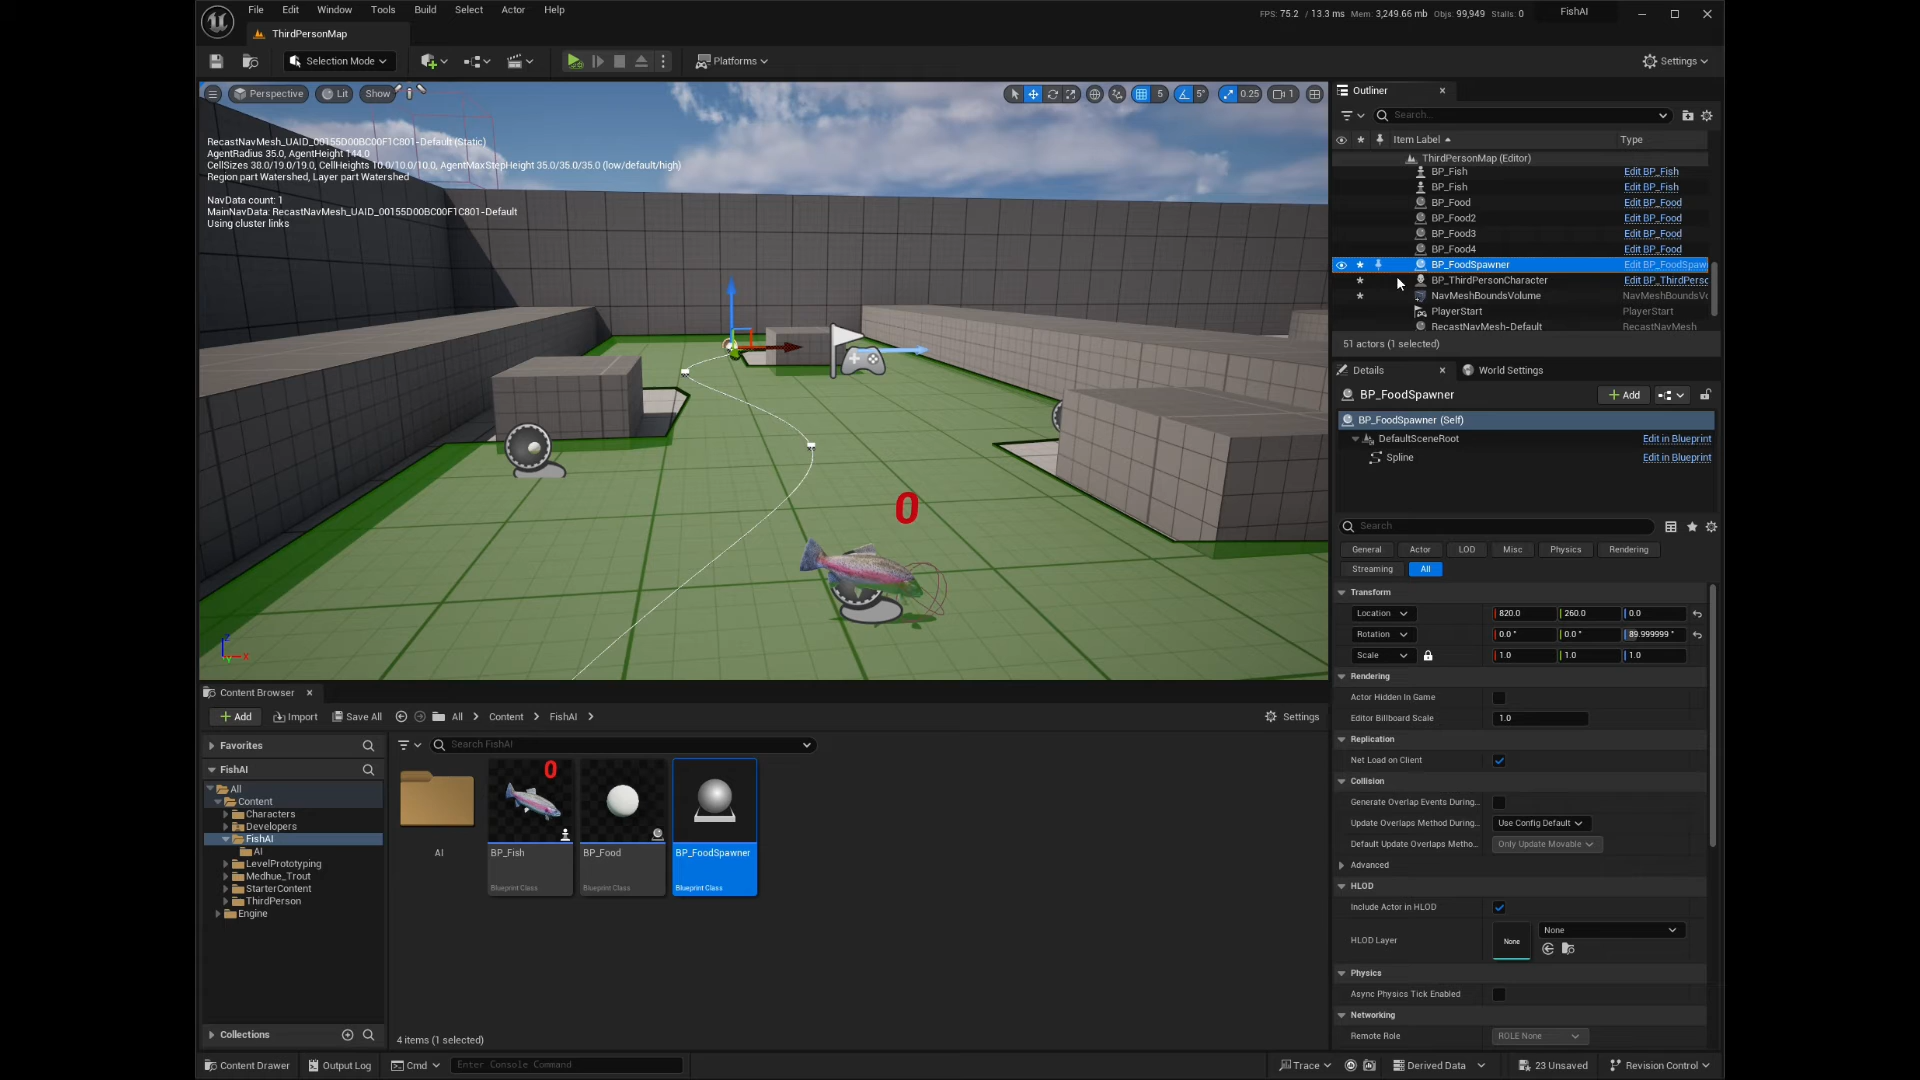 File Edit Window Tools Build Select Actor Help
FPS: 75.2 / 13.3 ms Mem: 3,249.66 mb Objs: 99,949 Stalls: 0 FishAI
ThirdPersonMap
Selection Mode
Platforms
Settings
Perspective Lit Show
5 5° 0.25 1
RecastNavMesh_UAID_00155D00BC00F1C801-Default (Static)
AgentRadius 35.0, AgentHeight 144.0
CellSizes 38.0/19.0/19.0, CellHeights 10.0/10.0/10.0, AgentMaxStepHeight 35.0/35.0/35.0 (low/default/high)
Region part Watershed, Layer part Watershed
NavData count: 1
MainNavData: RecastNavMesh_UAID_00155D00BC00F1C801-Default
Using cluster links
0
Outliner
Search...
Item Label Type
ThirdPersonMap (Editor)
BP_Fish Edit BP_Fish
BP_Fish Edit BP_Fish
BP_Food Edit BP_Food
BP_Food2 Edit BP_Food
BP_Food3 Edit BP_Food
BP_Food4 Edit BP_Food
BP_FoodSpawner Edit BP_FoodSpaw
BP_ThirdPersonCharacter Edit BP_ThirdPerso
NavMeshBoundsVolume NavMeshBoundsVo
PlayerStart PlayerStart
RecastNavMesh-Default RecastNavMesh
51 actors (1 selected)
Details World Settings
BP_FoodSpawner
Add
BP_FoodSpawner (Self)
DefaultSceneRoot Edit in Blueprint
Spline Edit in Blueprint
Search
General Actor LOD Misc Physics Rendering
Streaming All
Transform
Location 820.0 260.0 0.0
Rotation 0.0 ° 0.0 ° 89.999999 °
Scale 1.0 1.0 1.0
Rendering
Actor Hidden In Game
Editor Billboard Scale 1.0
Replication
Net Load on Client
Collision
Generate Overlap Events During...
Update Overlaps Method During... Use Config Default
Default Update Overlaps Metho... Only Update Movable
Advanced
HLOD
Include Actor in HLOD
HLOD Layer None None
Physics
Async Physics Tick Enabled
Networking
Remote Role ROLE None
Content Browser
Add Import Save All All Content FishAI Settings
Favorites
Search FishAI
FishAI
All
Content
Characters
Developers
FishAI
AI
LevelPrototyping
Medhue_Trout
StarterContent
ThirdPerson
Engine
0
AI BP_Fish BP_Food BP_FoodSpawner
Blueprint Class Blueprint Class Blueprint Class
Collections
4 items (1 selected)
Content Drawer Output Log Cmd Enter Console Command
Trace Derived Data 23 Unsaved Revision Control